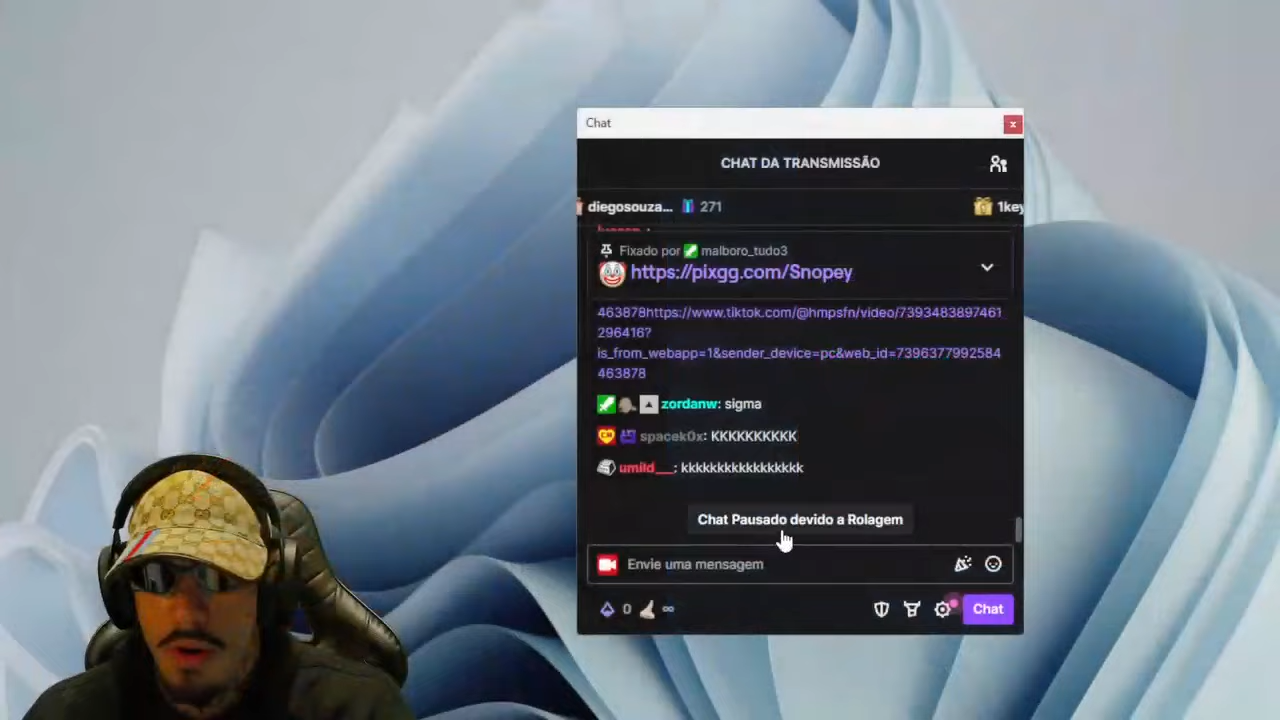 Chat
x
CHAT DA TRANSMISSÃO
diegosouza... 271 1key
Fixado por malboro_tudo3
https://pixgg.com/Snopey
463878https://www.tiktok.com/@hmpsfn/video/7393483897461
296416?
is_from_webapp=1&sender_device=pc&web_id=7396377992584
463878
zordanw: sigma
spacek0x: KKKKKKKKKK
umild__: kkkkkkkkkkkkkkkkk
Chat Pausado devido a Rolagem
Envie uma mensagem
0 ∞ Chat